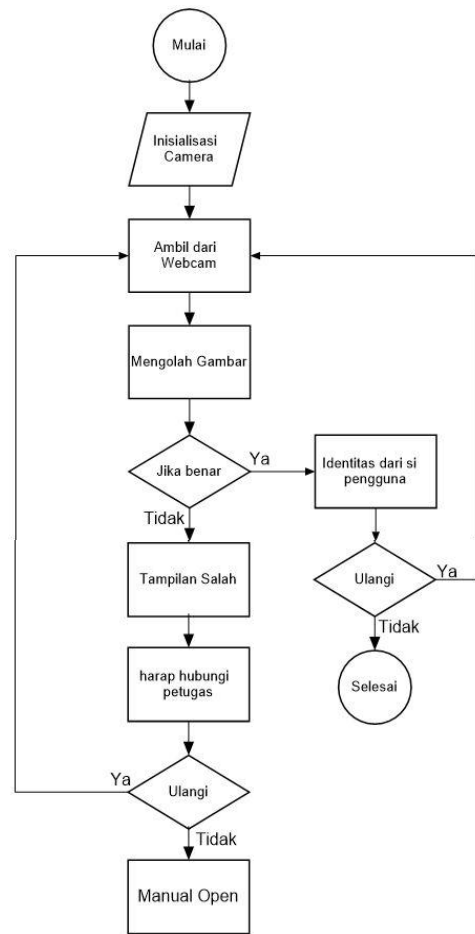 Mulai
Inisialisasi
Camera
Ambil dari
Webcam
Mengolah Gambar
Jika benar
Ya
Identitas dari si
pengguna
Tidak
Tampilan Salah
Ulangi
Ya
Tidak
harap hubungi
petugas
Selesai
Ya
Ulangi
Tidak
Manual Open